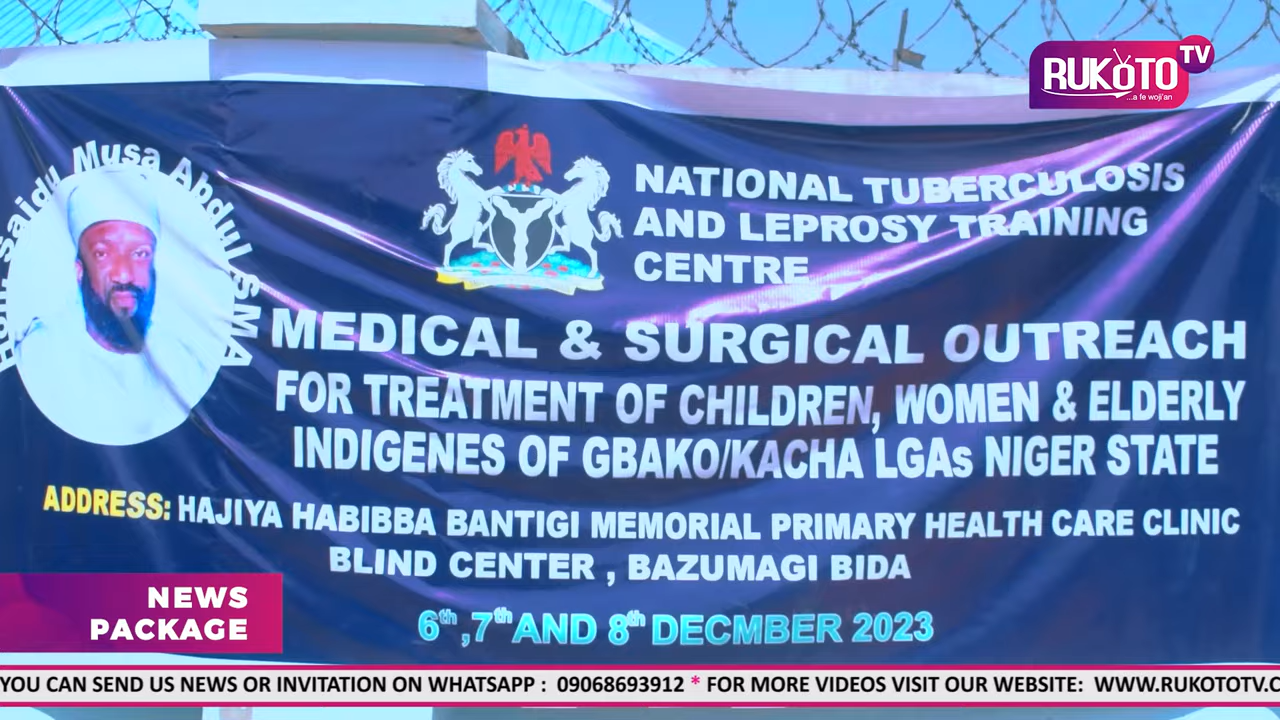 RUKOTO TV
...a fe woji'an
Saidu Musa Abdul SMA
NATIONAL TUBERCULOSIS
AND LEPROSY TRAINING
CENTRE
MEDICAL & SURGICAL OUTREACH
FOR TREATMENT OF CHILDREN, WOMEN & ELDERLY
INDIGENES OF GBAKO/KACHA LGAs NIGER STATE
ADDRESS: HAJIYA HABIBBA BANTIGI MEMORIAL PRIMARY HEALTH CARE CLINIC
BLIND CENTER , BAZUMAGI BIDA
6th ,7th AND 8th DECMBER 2023
NEWS
PACKAGE
YOU CAN SEND US NEWS OR INVITATION ON WHATSAPP : 09068693912 * FOR MORE VIDEOS VISIT OUR WEBSITE: WWW.RUKOTOTV.C